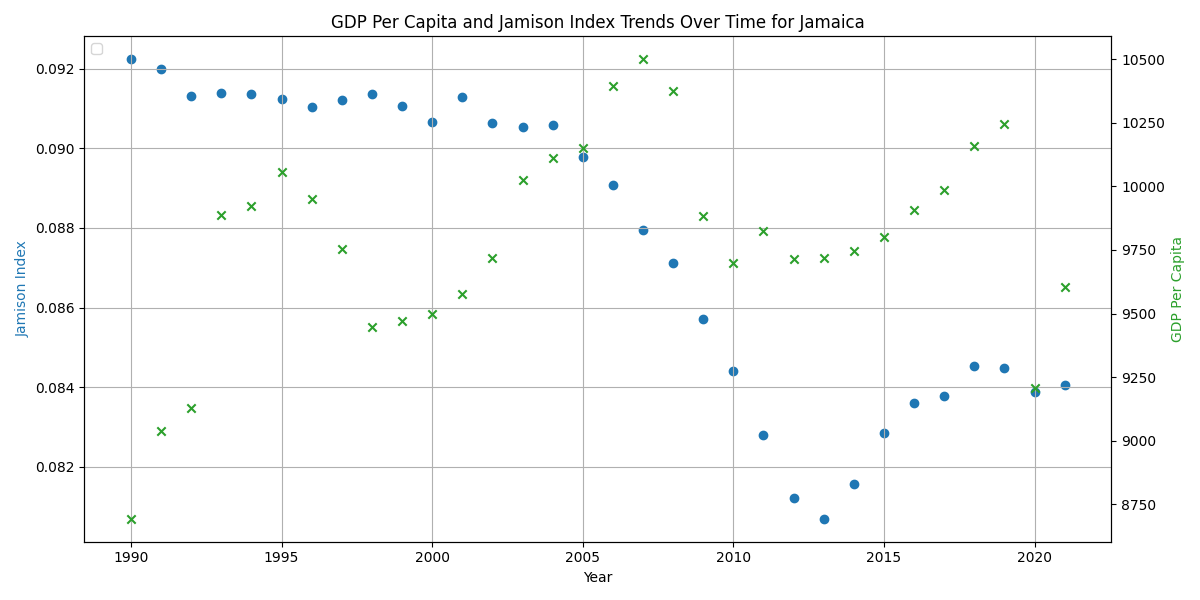 GDP Per Capita and Jamison Index Trends Over Time for Jamaica
0.092
0.090
0.088
0.086
0.084
0.082
Jamison Index
10500
10250
10000
9750
9500
9250
9000
8750
GDP Per Capita
1990 1995 2000 2005 2010 2015 2020
Year